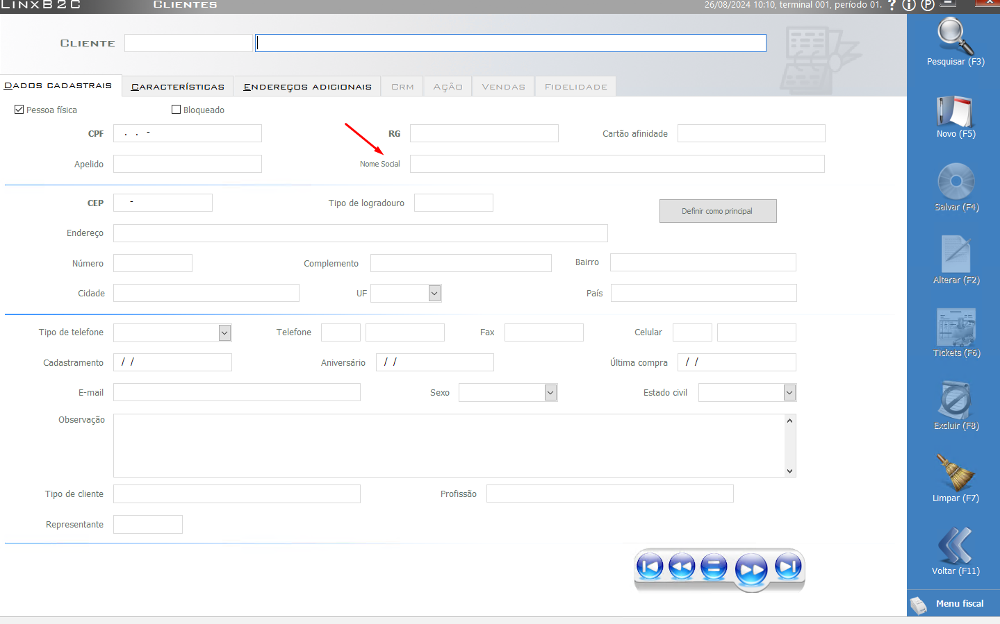 LinxB2C Clientes 26/08/2024 10:10, terminal 001, período 01. ? i P
Cliente
Pesquisar (F3)
Dados cadastrais Características Endereços adicionais CRM Ação Vendas Fidelidade
Pessoa física Bloqueado
CPF . . - RG Cartão afinidade
Novo (F5)
Apelido Nome Social
CEP - Tipo de logradouro Definir como principal
Salvar (F4)
Endereço
Número Complemento Bairro
Alterar (F2)
Cidade UF País
Tipo de telefone Telefone Fax Celular
Tickets (F6)
Cadastramento / / Aniversário / / Última compra / /
E-mail Sexo Estado civil
Observação
Excluir (F8)
Tipo de cliente Profissão
Limpar (F7)
Representante
Voltar (F11)
Menu fiscal